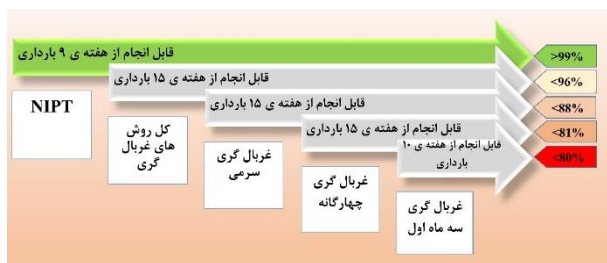 قابل انجام از هفته ی ۹ بارداری
>99%
قابل انجام از هفته ی ۱۵ بارداری
<96%
قابل انجام از هفته ی ۱۵ بارداری
<88%
قابل انجام از هفته ی ۱۵ بارداری
<81%
قابل انجام از هفته ی ۱۰
بارداری
<80%
NIPT
کل روش
های غربال
گری
غربال گری
سرمی
غربال گری
چهارگانه
غربال گری
سه ماه اول